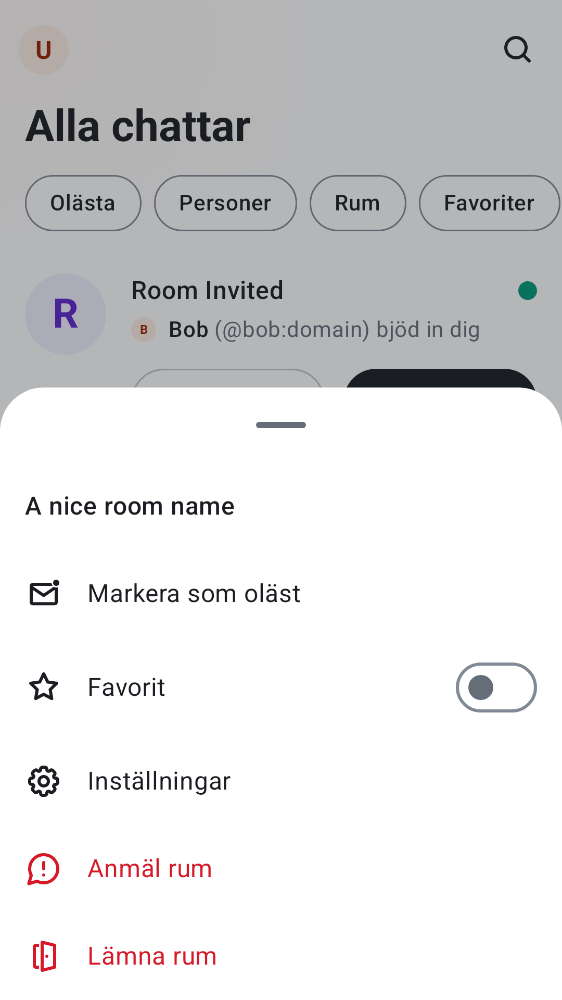 U
Alla chattar
Olästa Personer Rum Favoriter
R
Room Invited
B Bob (@bob:domain) bjöd in dig
A nice room name
Markera som oläst
Favorit
Inställningar
Anmäl rum
Lämna rum